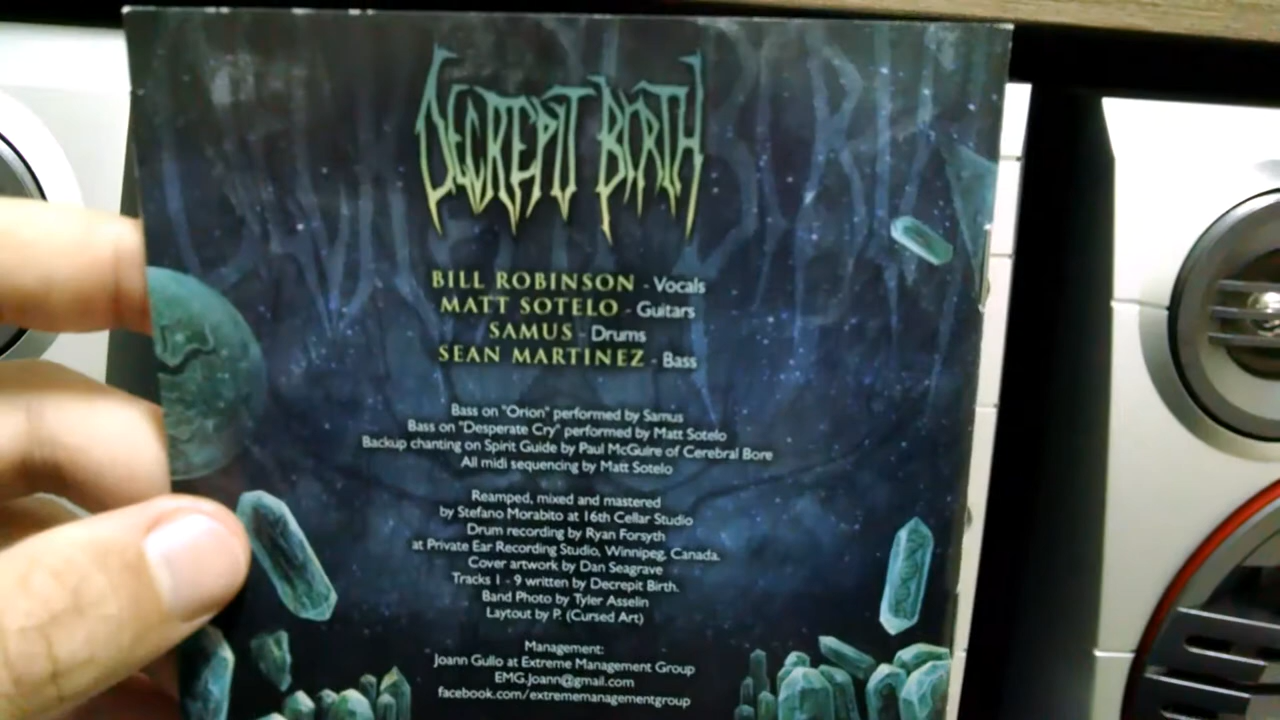 DECREPIT BIRTH
BILL ROBINSON - Vocals
MATT SOTELO - Guitars
SAMUS - Drums
SEAN MARTINEZ - Bass
Bass on "Orion" performed by Samus
Bass on "Desperate Cry" performed by Matt Sotelo
Backup chanting on Spirit Guide by Paul McGuire of Cerebral Bore
All midi sequencing by Matt Sotelo
Reamped, mixed and mastered
by Stefano Morabito at 16th Cellar Studio
Drum recording by Ryan Forsyth
at Private Ear Recording Studio, Winnipeg, Canada.
Cover artwork by Dan Seagrave
Tracks 1 - 9 written by Decrepit Birth.
Band Photo by Tyler Asselin
Laytout by P. (Cursed Art)
Management:
Joann Gullo at Extreme Management Group
EMG.Joann@gmail.com
facebook.com/extrememanagementgroup